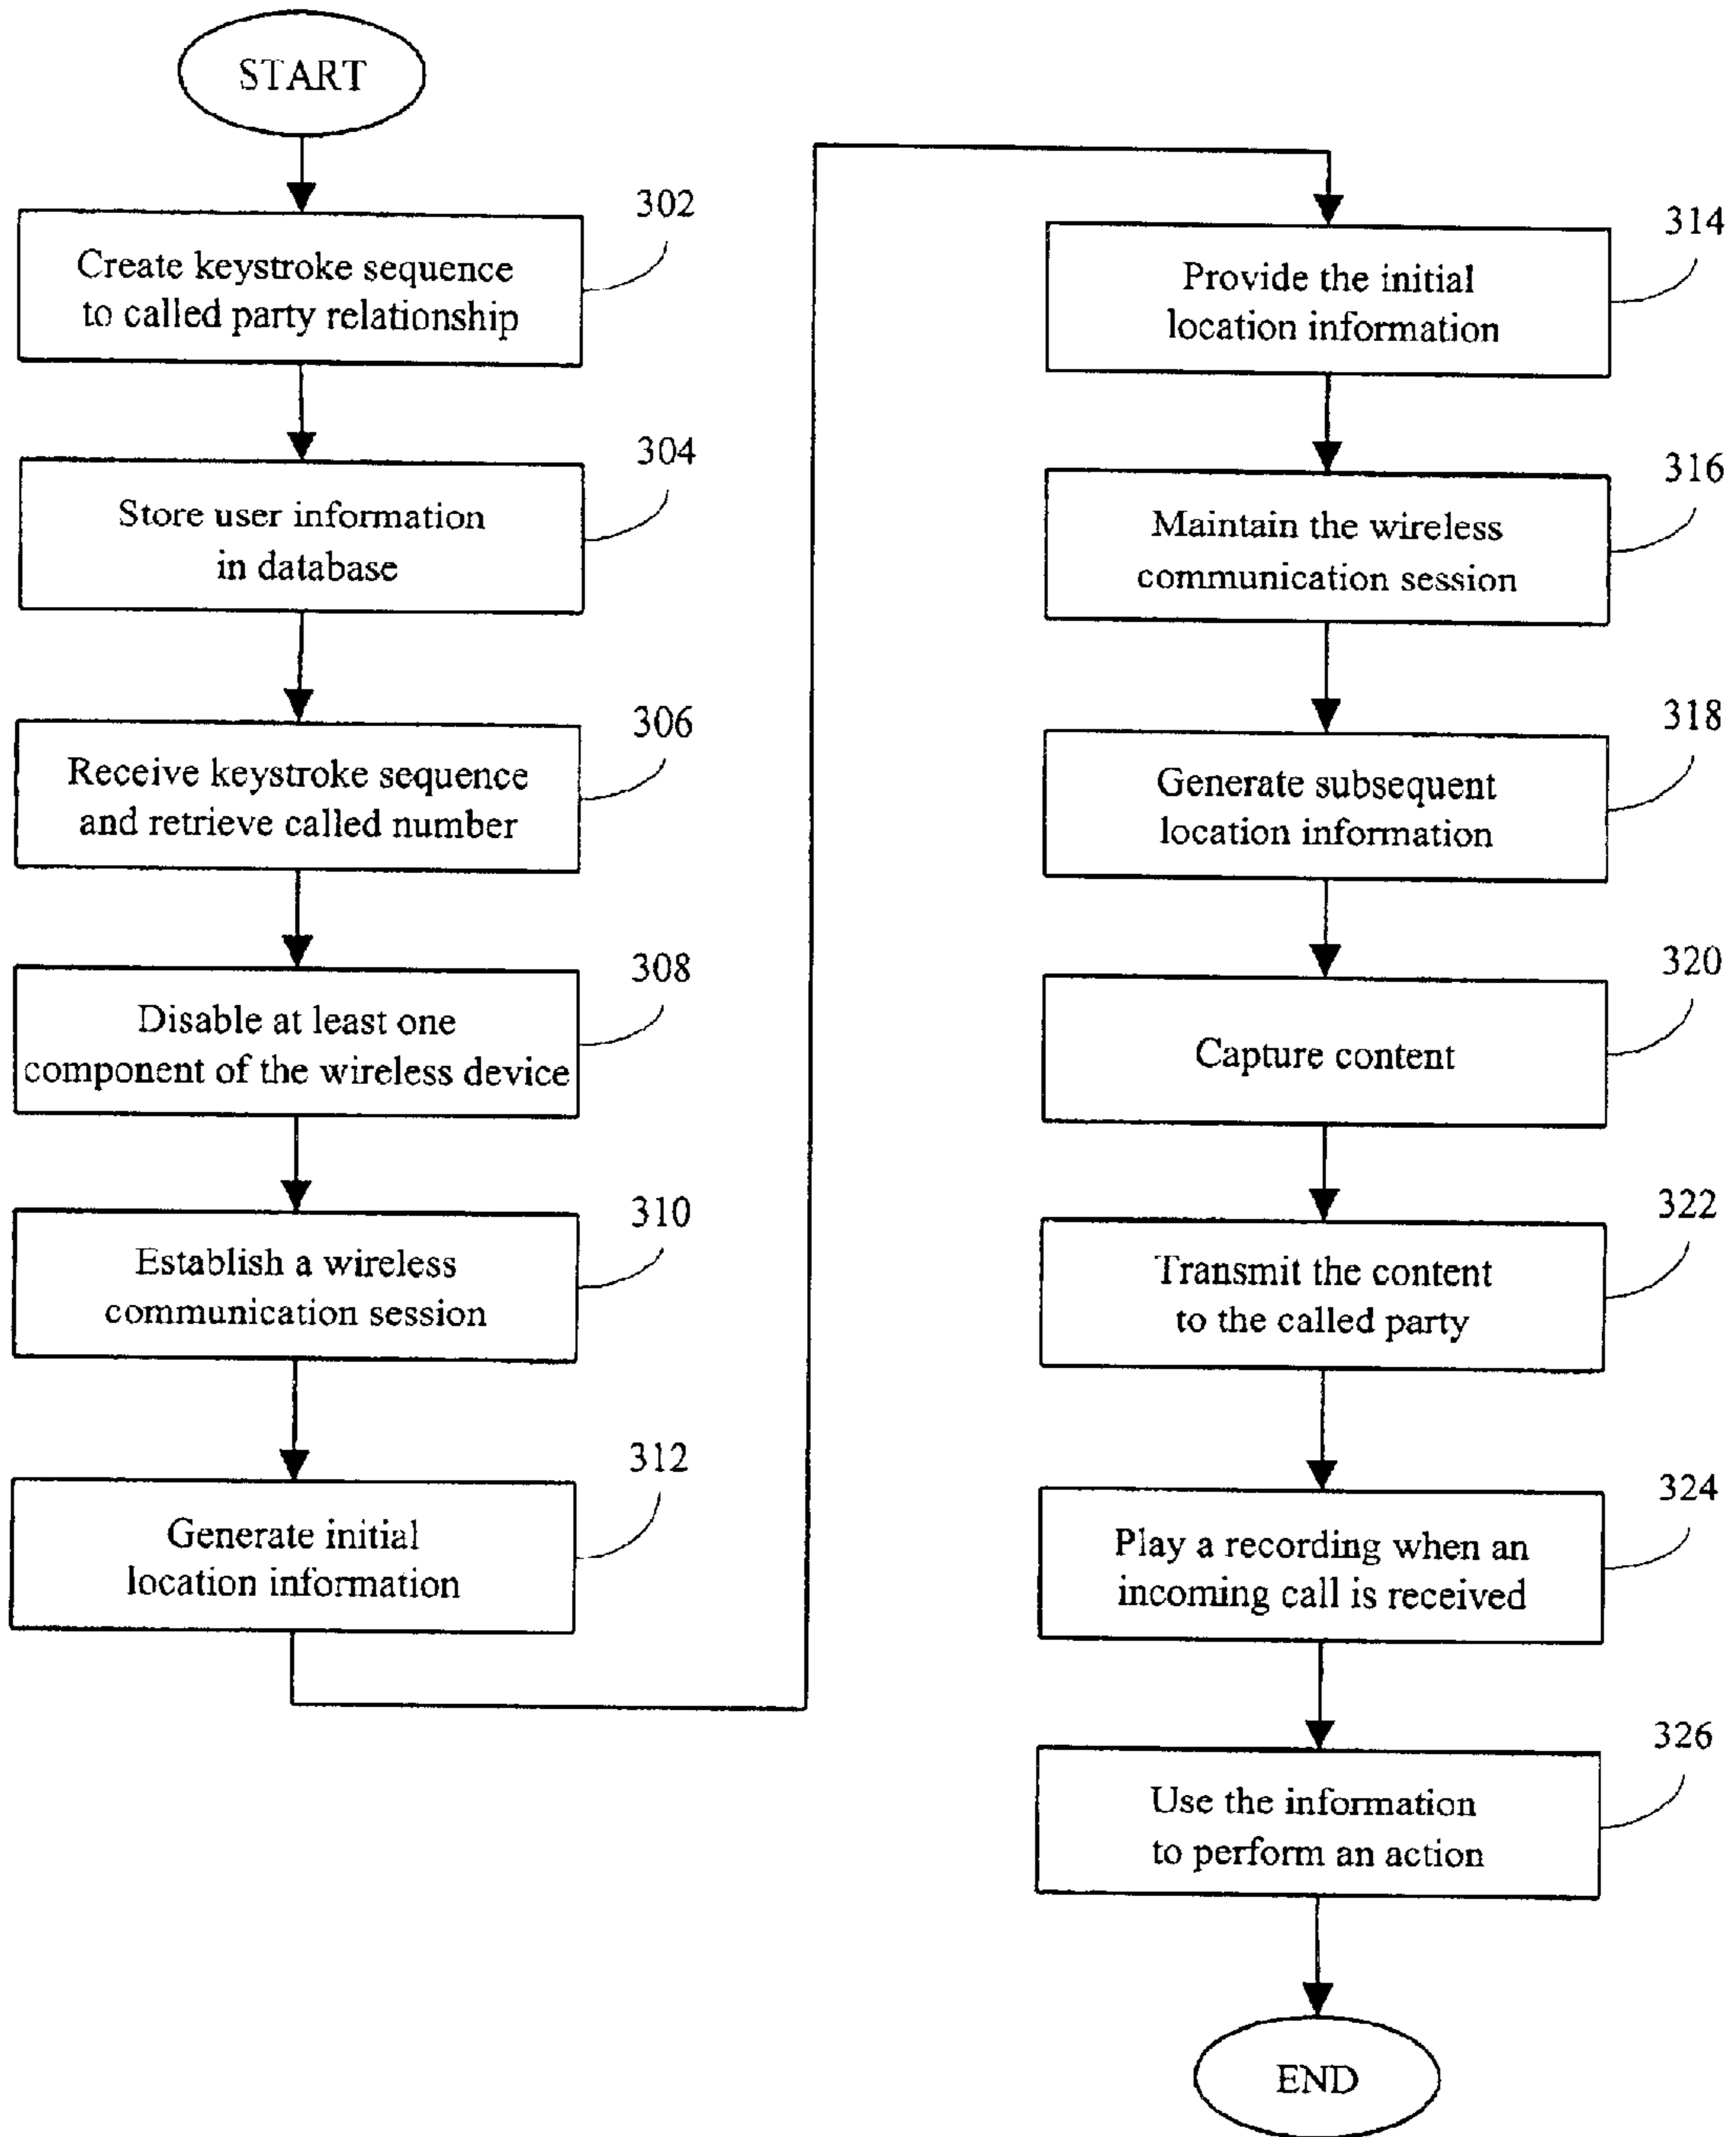 START
302
Create keystroke sequence
to called party relationship
304
Store user information
in database
306
Receive keystroke sequence
and retrieve called number
308
Disable at least one
component of the wireless device
310
Establish a wireless
communication session
312
Generate initial
location information
314
Provide the initial
location information
316
Maintain the wireless
communication session
318
Generate subsequent
location information
320
Capture content
322
Transmit the content
to the called party
324
Play a recording when an
incoming call is received
326
Use the information
to perform an action
END